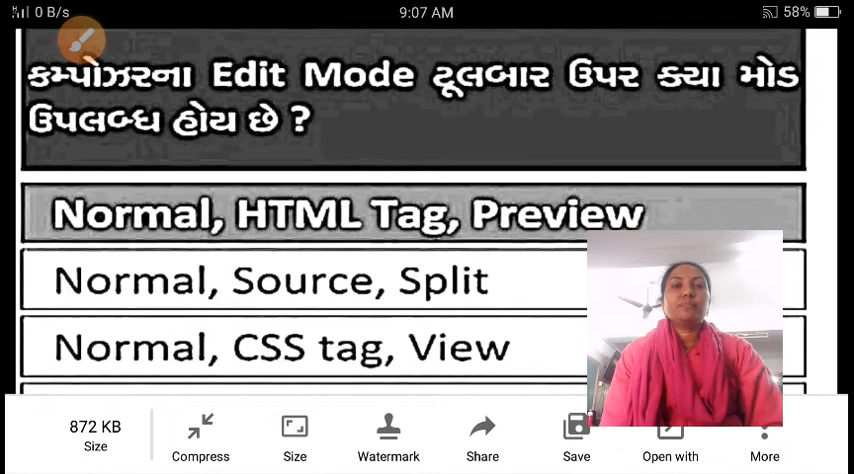 0 B/s 9:07 AM 58%
કમ્પોઝરના Edit Mode ટૂલબાર ઉપર ક્યા મોડ
ઉપલબ્ધ હોય છે ?
Normal, HTML Tag, Preview
Normal, Source, Split
Normal, CSS tag, View
872 KB
Size
Compress
Size
Watermark
Share
Save
Open with
More